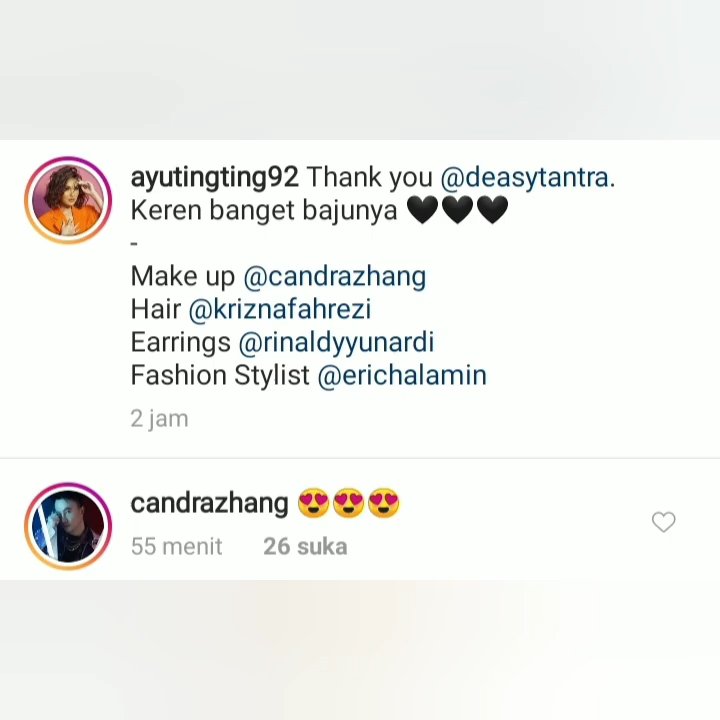 ayutingting92 Thank you @deasytantra.
Keren banget bajunya 🖤🖤🖤
-
Make up @candrazhang
Hair @kriznafahrezi
Earrings @rinaldyyunardi
Fashion Stylist @erichalamin
2 jam
candrazhang 😍😍😍
55 menit 26 suka